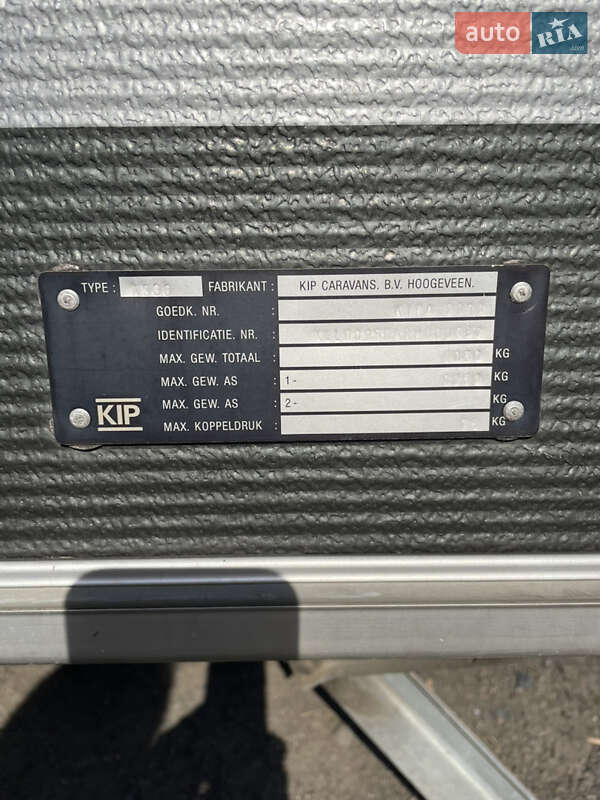 auto RIA .com
TYPE : FABRIKANT : KIP CARAVANS. B.V. HOOGEVEEN.
GOEDK. NR. :
IDENTIFICATIE. NR. :
MAX. GEW. TOTAAL : KG
MAX. GEW. AS : 1- KG
MAX. GEW. AS : 2- KG
MAX. KOPPELDRUK : KG
KIP